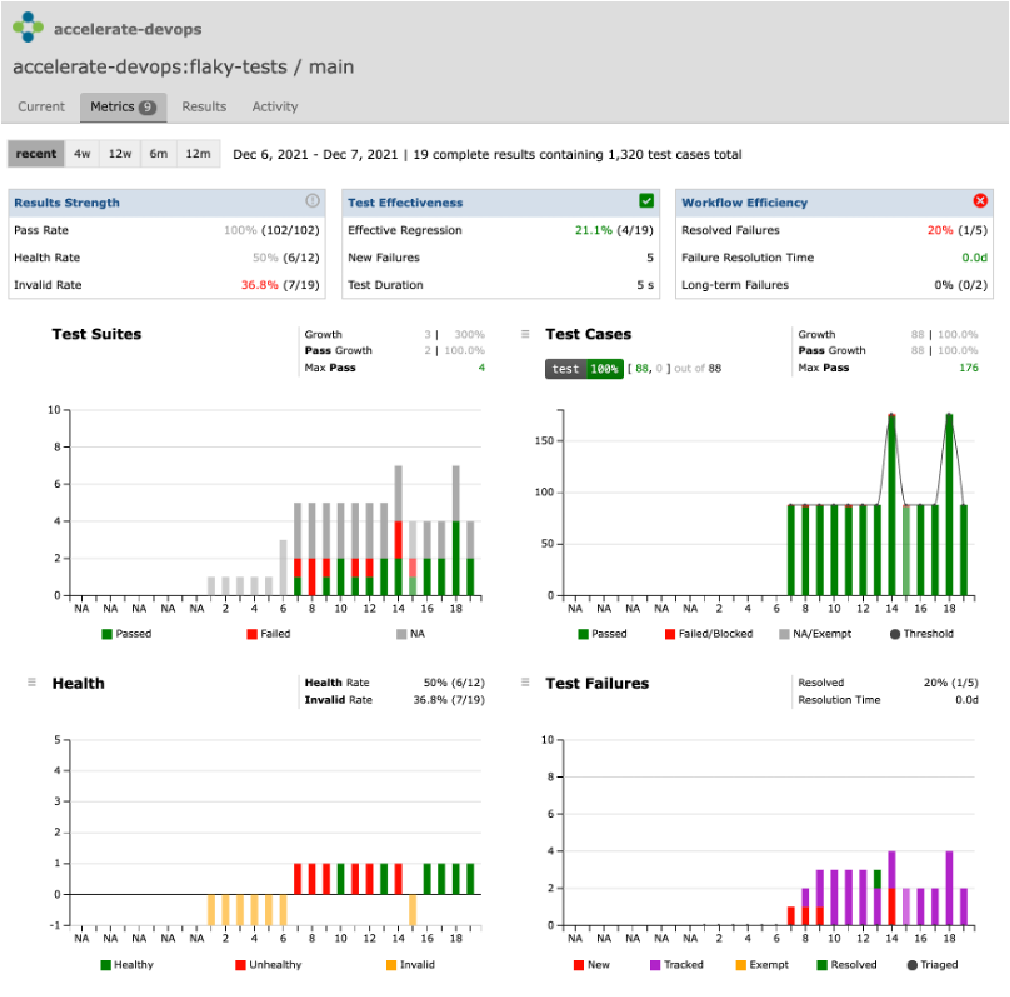 accelerate-devops
accelerate-devops:flaky-tests / main
Current Metrics 9 Results Activity
recent 4w 12w 6m 12m Dec 6, 2021 - Dec 7, 2021 | 19 complete results containing 1,320 test cases total
Results Strength
Pass Rate 100% (102/102)
Health Rate 50% (6/12)
Invalid Rate 36.8% (7/19)
Test Effectiveness
Effective Regression 21.1% (4/19)
New Failures 5
Test Duration 5 s
Workflow Efficiency
Resolved Failures 20% (1/5)
Failure Resolution Time 0.0d
Long-term Failures 0% (0/2)
Test Suites
Growth 3 | 300%
Pass Growth 2 | 100.0%
Max Pass 4
10
8
6
4
2
0
NA NA NA NA NA 2 4 6 8 10 12 14 16 18
Passed Failed NA
Test Cases
test 100% [ 88, 0 ] out of 88
Growth 88 | 100.0%
Pass Growth 88 | 100.0%
Max Pass 176
150
100
50
0
NA NA NA NA NA 2 4 6 8 10 12 14 16 18
Passed Failed/Blocked NA/Exempt Threshold
Health
Health Rate 50% (6/12)
Invalid Rate 36.8% (7/19)
5
4
3
2
1
0
-1
NA NA NA NA NA 2 4 6 8 10 12 14 16 18
Healthy Unhealthy Invalid
Test Failures
Resolved 20% (1/5)
Resolution Time 0.0d
10
8
6
4
2
0
NA NA NA NA NA 2 4 6 8 10 12 14 16 18
New Tracked Exempt Resolved Triaged